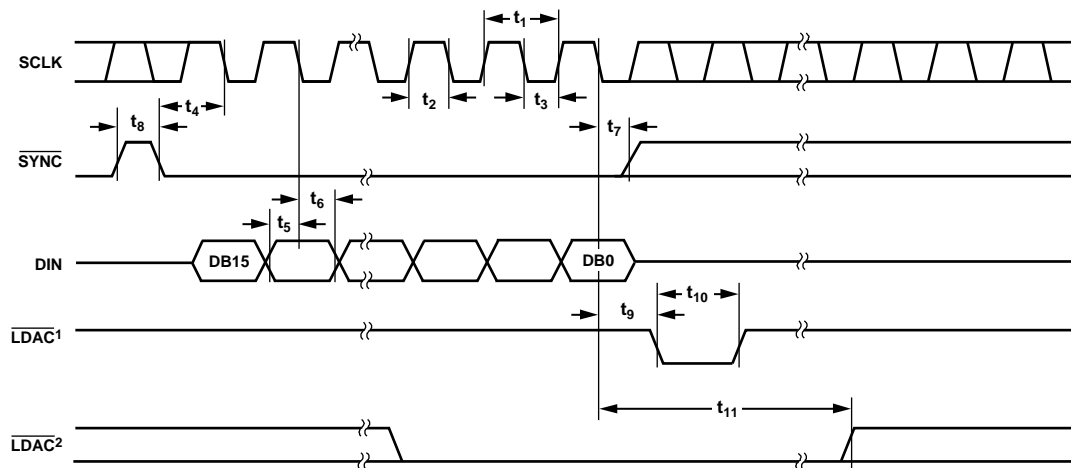 t1
SCLK
t2
t3
t4
t8
t7
SYNC
t6
t5
DB15
DB0
DIN
t10
t9
LDAC1
t11
LDAC2